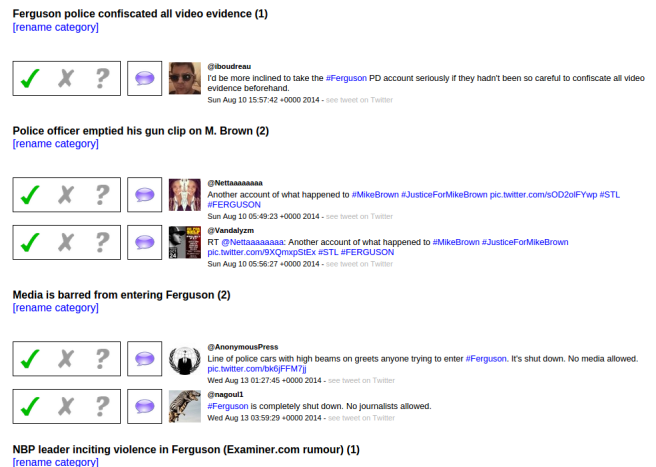 Ferguson police confiscated all video evidence (1)
[rename category]
@iboudreau
I'd be more inclined to take the #Ferguson PD account seriously if they hadn't been so careful to confiscate all video
evidence beforehand.
Sun Aug 10 15:57:42 +0000 2014 - see tweet on Twitter
Police officer emptied his gun clip on M. Brown (2)
[rename category]
@Nettaaaaaaaa
Another account of what happened to #MikeBrown #JusticeForMikeBrown pic.twitter.com/sOD2olFYwp #STL
#FERGUSON
Sun Aug 10 05:49:23 +0000 2014 - see tweet on Twitter
@Vandalyzm
RT @Nettaaaaaaaa: Another account of what happened to #MikeBrown #JusticeForMikeBrown
pic.twitter.com/9XQmxpStEx #STL #FERGUSON
Sun Aug 10 05:56:27 +0000 2014 - see tweet on Twitter
Media is barred from entering Ferguson (2)
[rename category]
@AnonymousPress
Line of police cars with high beams on greets anyone trying to enter #Ferguson. It's shut down. No media allowed.
pic.twitter.com/bk6jFFM7jj
Wed Aug 13 01:27:45 +0000 2014 - see tweet on Twitter
@nagoul1
#Ferguson is completely shut down. No journalists allowed.
Wed Aug 13 03:59:29 +0000 2014 - see tweet on Twitter
NBP leader inciting violence in Ferguson (Examiner.com rumour) (1)
[rename category]